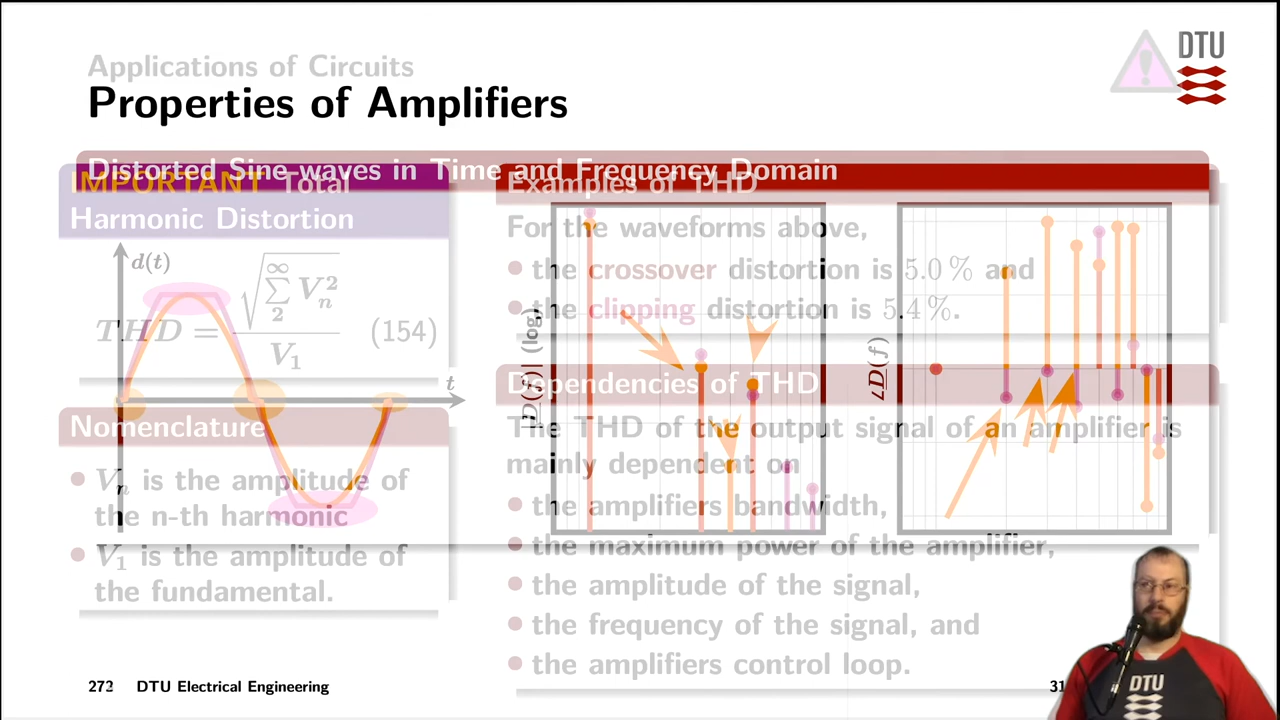 Applications of Circuits
Properties of Amplifiers
DTU
Distorted Sine waves in Time and Frequency Domain
IMPORTANT Total
Harmonic Distortion
d(t)
THD = √(∑₂^∞ Vₙ²) / V₁ (154)
t
Nomenclature
• Vₙ is the amplitude of
the n-th harmonic
• V₁ is the amplitude of
the fundamental.
Examples of THD
For the waveforms above,
• the crossover distortion is 5.0 % and
• the clipping distortion is 5.4 %.
|D(f)| (log)
∠D(f)
Dependencies of THD
The THD of the output signal of an amplifier is
mainly dependent on
• the amplifiers bandwidth,
• the maximum power of the amplifier,
• the amplitude of the signal,
• the frequency of the signal, and
• the amplifiers control loop.
DTU Electrical Engineering
31
DTU